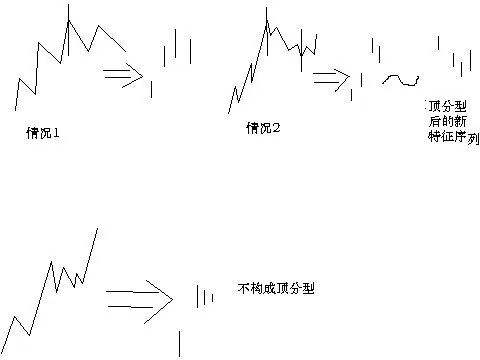 情况1
情况2
顶分型
后的新
特征序列
不构成顶分型